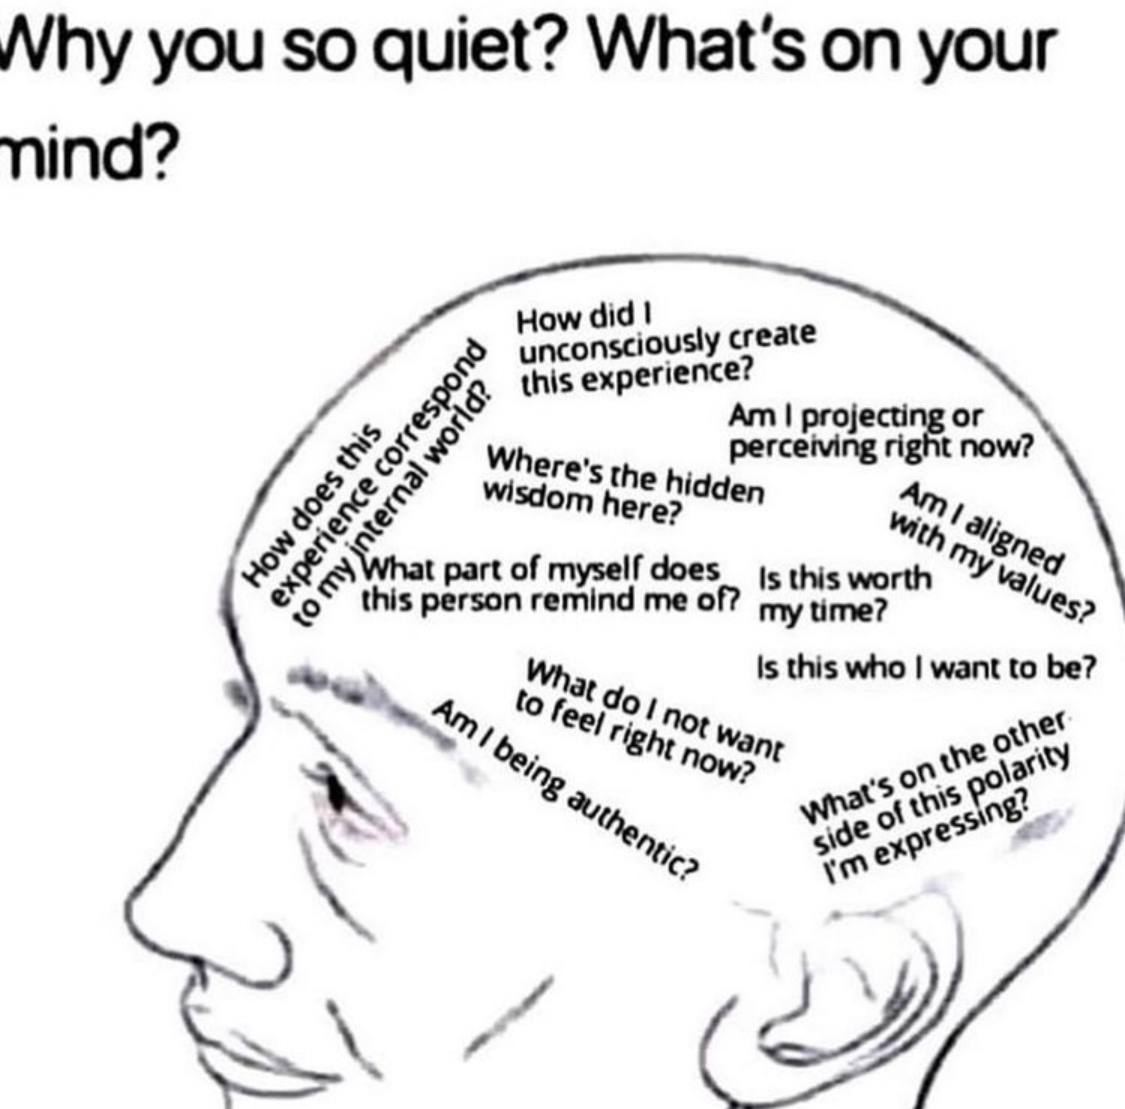 Why you so quiet? What's on your
mind?
How did I
unconsciously create
this experience?
How does this
experience correspond
to my internal world?
Am I projecting or
perceiving right now?
Where's the hidden
wisdom here?
Am I aligned
with my values?
What part of myself does
this person remind me of?
Is this worth
my time?
Is this who I want to be?
What do I not want
to feel right now?
Am I being authentic?
What's on the other
side of this polarity
I'm expressing?